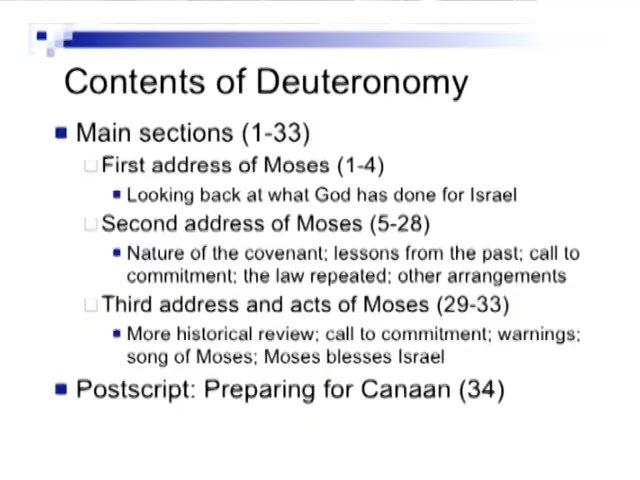 Contents of Deuteronomy
Main sections (1-33)
First address of Moses (1-4)
Looking back at what God has done for Israel
Second address of Moses (5-28)
Nature of the covenant; lessons from the past; call to
commitment; the law repeated; other arrangements
Third address and acts of Moses (29-33)
More historical review; call to commitment; warnings;
song of Moses; Moses blesses Israel
Postscript: Preparing for Canaan (34)